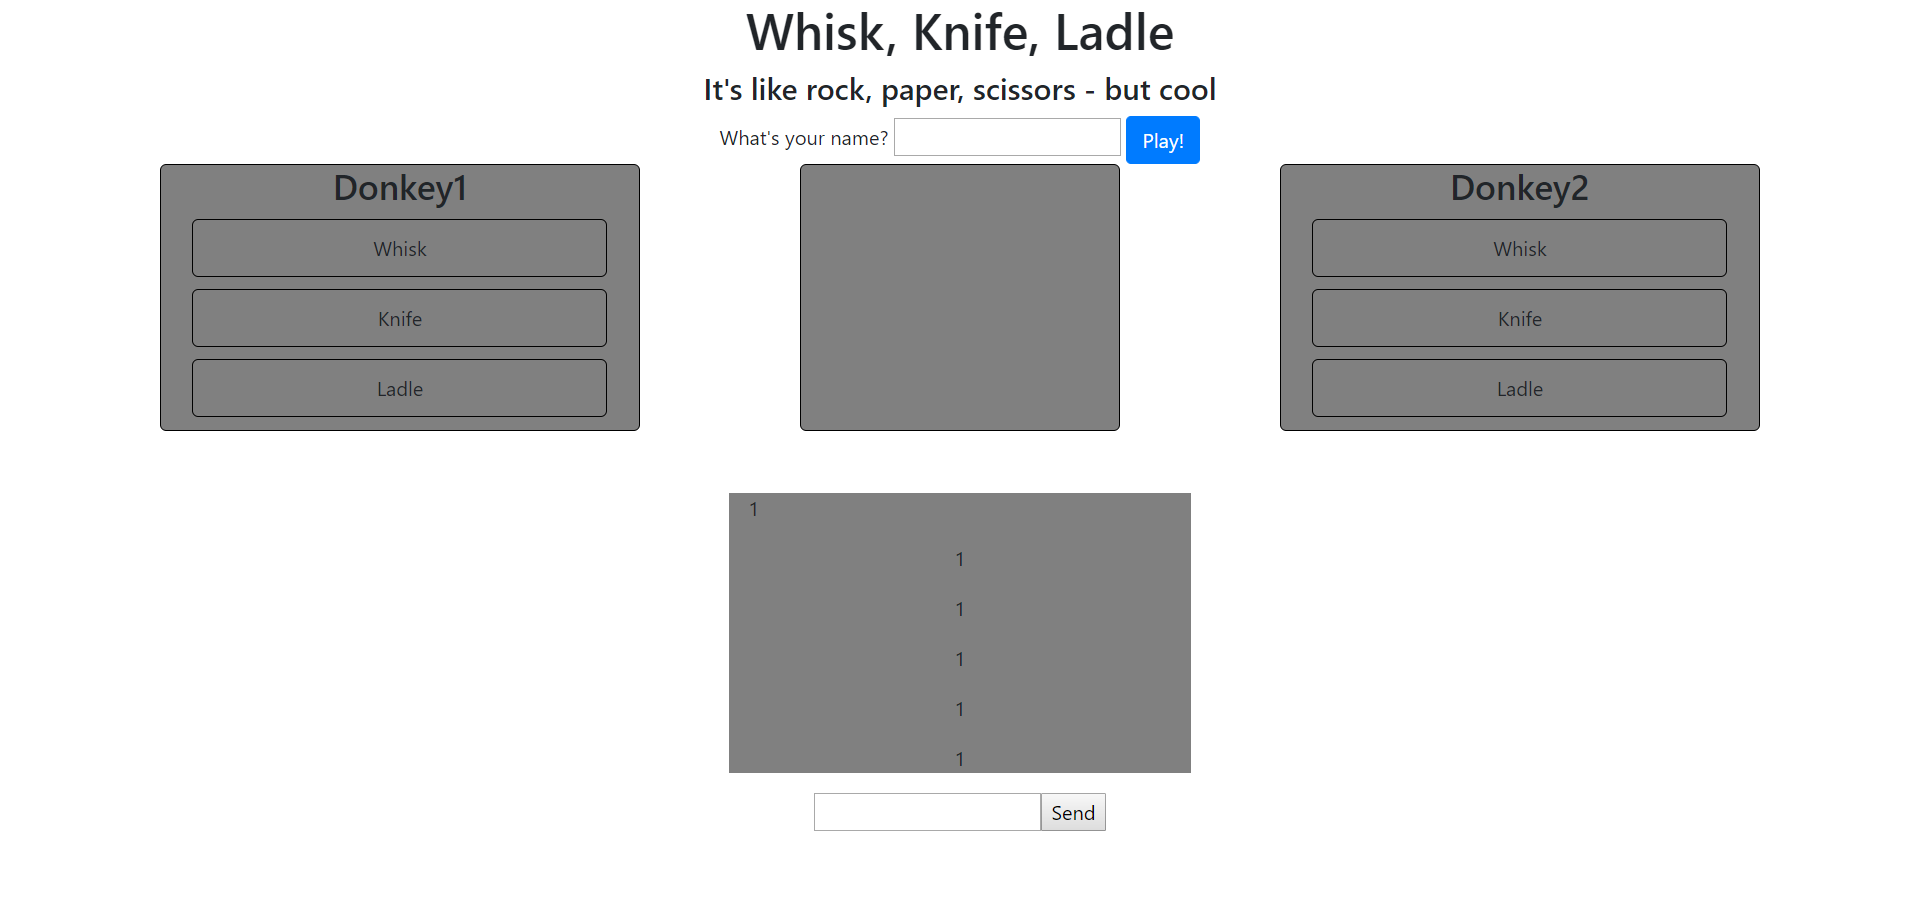 Whisk, Knife, Ladle
It's like rock, paper, scissors - but cool
What's your name? Play!
Donkey1
Whisk
Knife
Ladle
Donkey2
Whisk
Knife
Ladle
1
1
1
1
1
1
Send